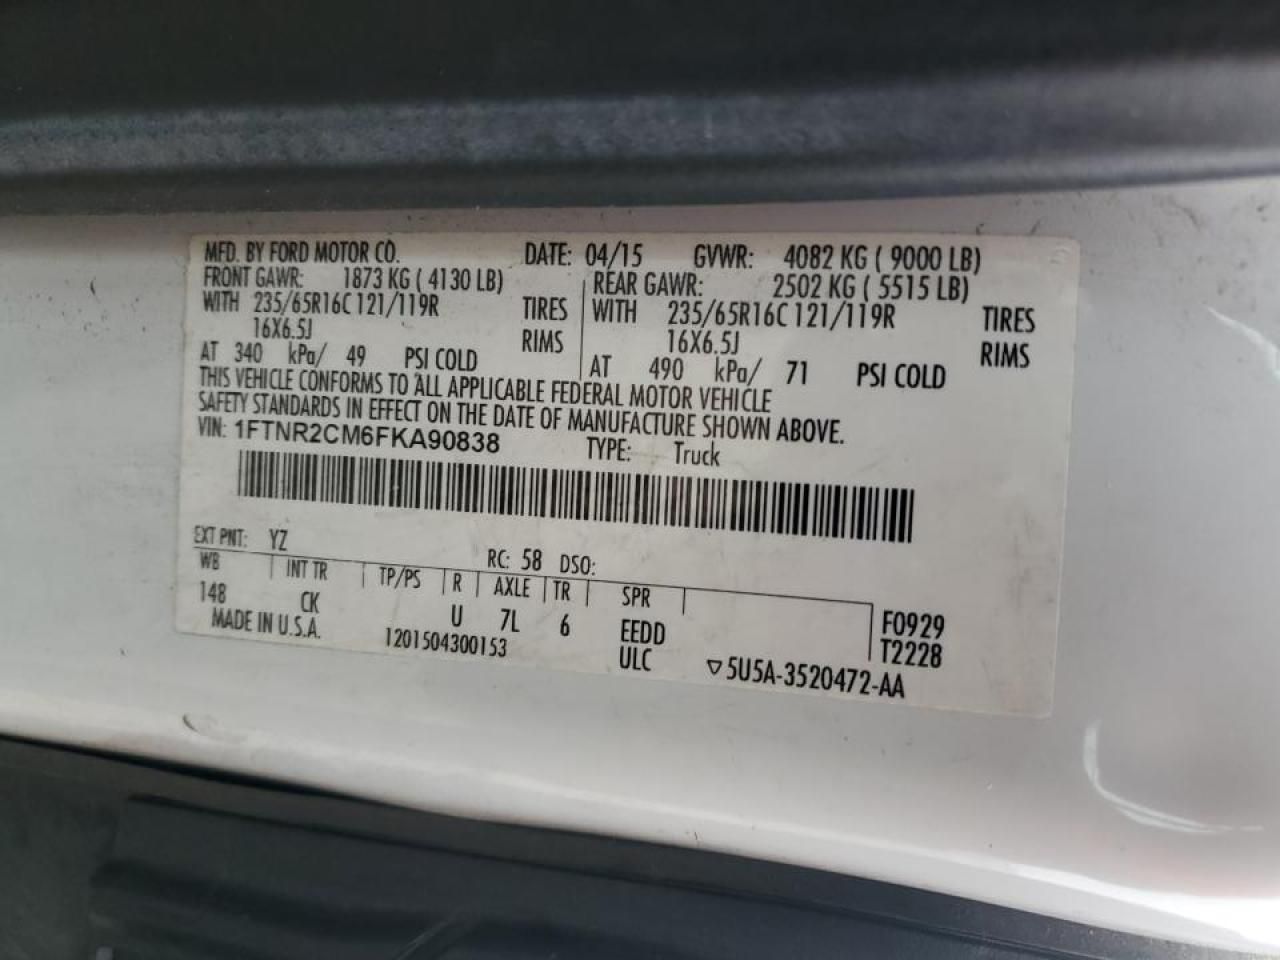 MFD. BY FORD MOTOR CO. DATE: 04/15 GVWR: 4082 KG ( 9000 LB)
FRONT GAWR: 1873 KG ( 4130 LB) REAR GAWR: 2502 KG ( 5515 LB)
WITH 235/65R16C 121/119R TIRES WITH 235/65R16C 121/119R TIRES
16X6.5J RIMS 16X6.5J RIMS
AT 340 kPa/ 49 PSI COLD AT 490 kPa/ 71 PSI COLD
THIS VEHICLE CONFORMS TO ALL APPLICABLE FEDERAL MOTOR VEHICLE
SAFETY STANDARDS IN EFFECT ON THE DATE OF MANUFACTURE SHOWN ABOVE.
VIN: 1FTNR2CM6FKA90838 TYPE: Truck
EXT PNT: YZ RC: 58 DSO:
WB INT TR TP/PS R AXLE TR SPR
148 CK U 7L 6 EEDD F0929
MADE IN U.S.A. 1201504300153 ULC T2228
▽5U5A-3520472-AA